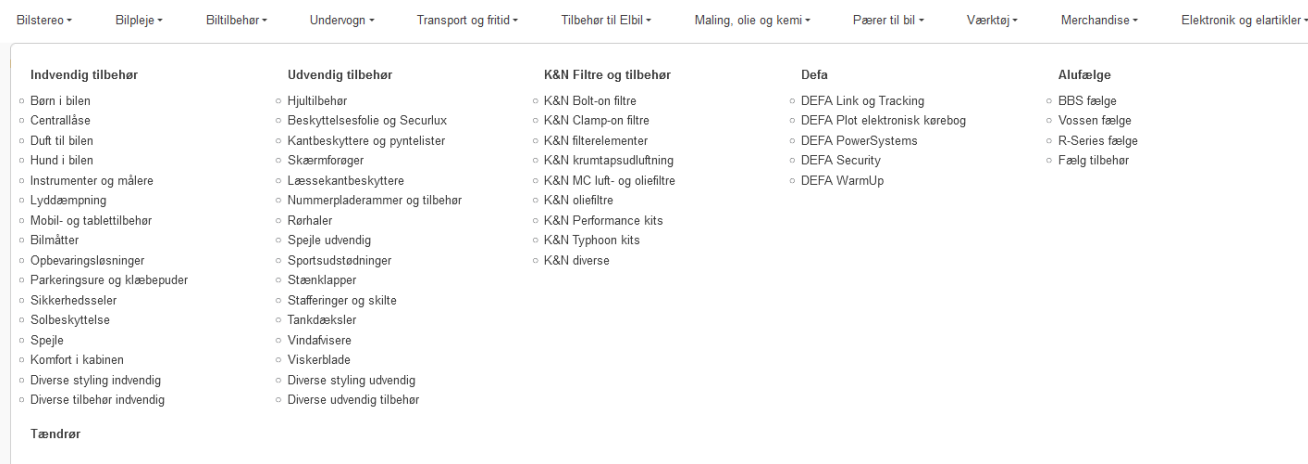 Bilstereo Bilpleje Biltilbehør Undervogn Transport og fritid Tilbehør til Elbil Maling, olie og kemi Pærer til bil Værktøj Merchandise Elektronik og elartikler
Indvendig tilbehør
Børn i bilen
Centrallåse
Duft til bilen
Hund i bilen
Instrumenter og målere
Lyddæmpning
Mobil- og tablettilbehør
Bilmåtter
Opbevaringsløsninger
Parkeringsure og klæbepuder
Sikkerhedsseler
Solbeskyttelse
Spejle
Komfort i kabinen
Diverse styling indvendig
Diverse tilbehør indvendig
Udvendig tilbehør
Hjultilbehør
Beskyttelsesfolie og Securlux
Kantbeskyttere og pyntelister
Skærmforøger
Læssekantbeskyttere
Nummerpladerammer og tilbehør
Rørhaler
Spejle udvendig
Sportsudstødninger
Stænklapper
Stafferinger og skilte
Tankdæksler
Vindafvisere
Viskerblade
Diverse styling udvendig
Diverse udvendig tilbehør
K&N Filtre og tilbehør
K&N Bolt-on filtre
K&N Clamp-on filtre
K&N filterelementer
K&N krumtapsudluftning
K&N MC luft- og oliefiltre
K&N oliefiltre
K&N Performance kits
K&N Typhoon kits
K&N diverse
Defa
DEFA Link og Tracking
DEFA Plot elektronisk kørebog
DEFA PowerSystems
DEFA Security
DEFA WarmUp
Alufælge
BBS fælge
Vossen fælge
R-Series fælge
Fælg tilbehør
Tændrør